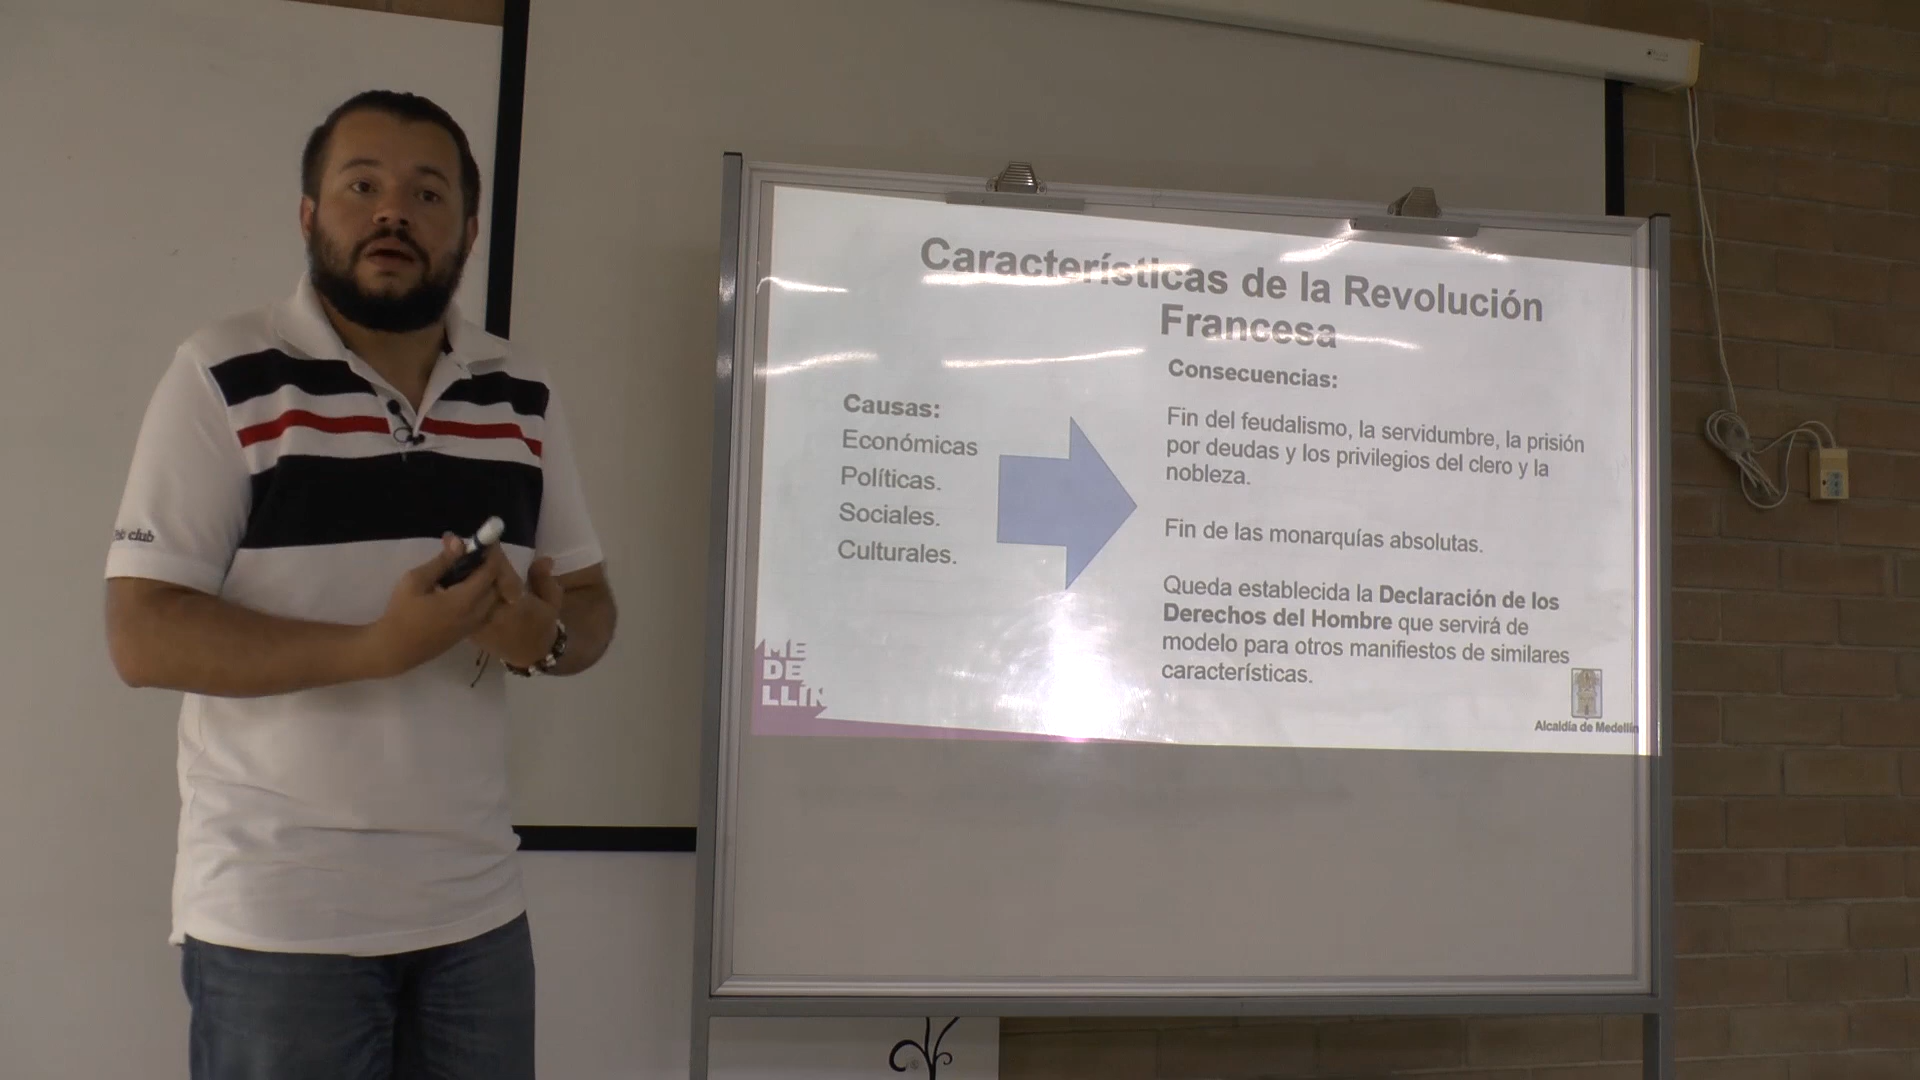 Características de la Revolución
Francesa
Causas:
Económicas
Políticas.
Sociales.
Culturales.
Consecuencias:
Fin del feudalismo, la servidumbre, la prisión
por deudas y los privilegios del clero y la
nobleza.
Fin de las monarquías absolutas.
Queda establecida la Declaración de los
Derechos del Hombre que servirá de
modelo para otros manifiestos de similares
características.
ME
DE
LLÍN
Alcaldía de Medellín
club